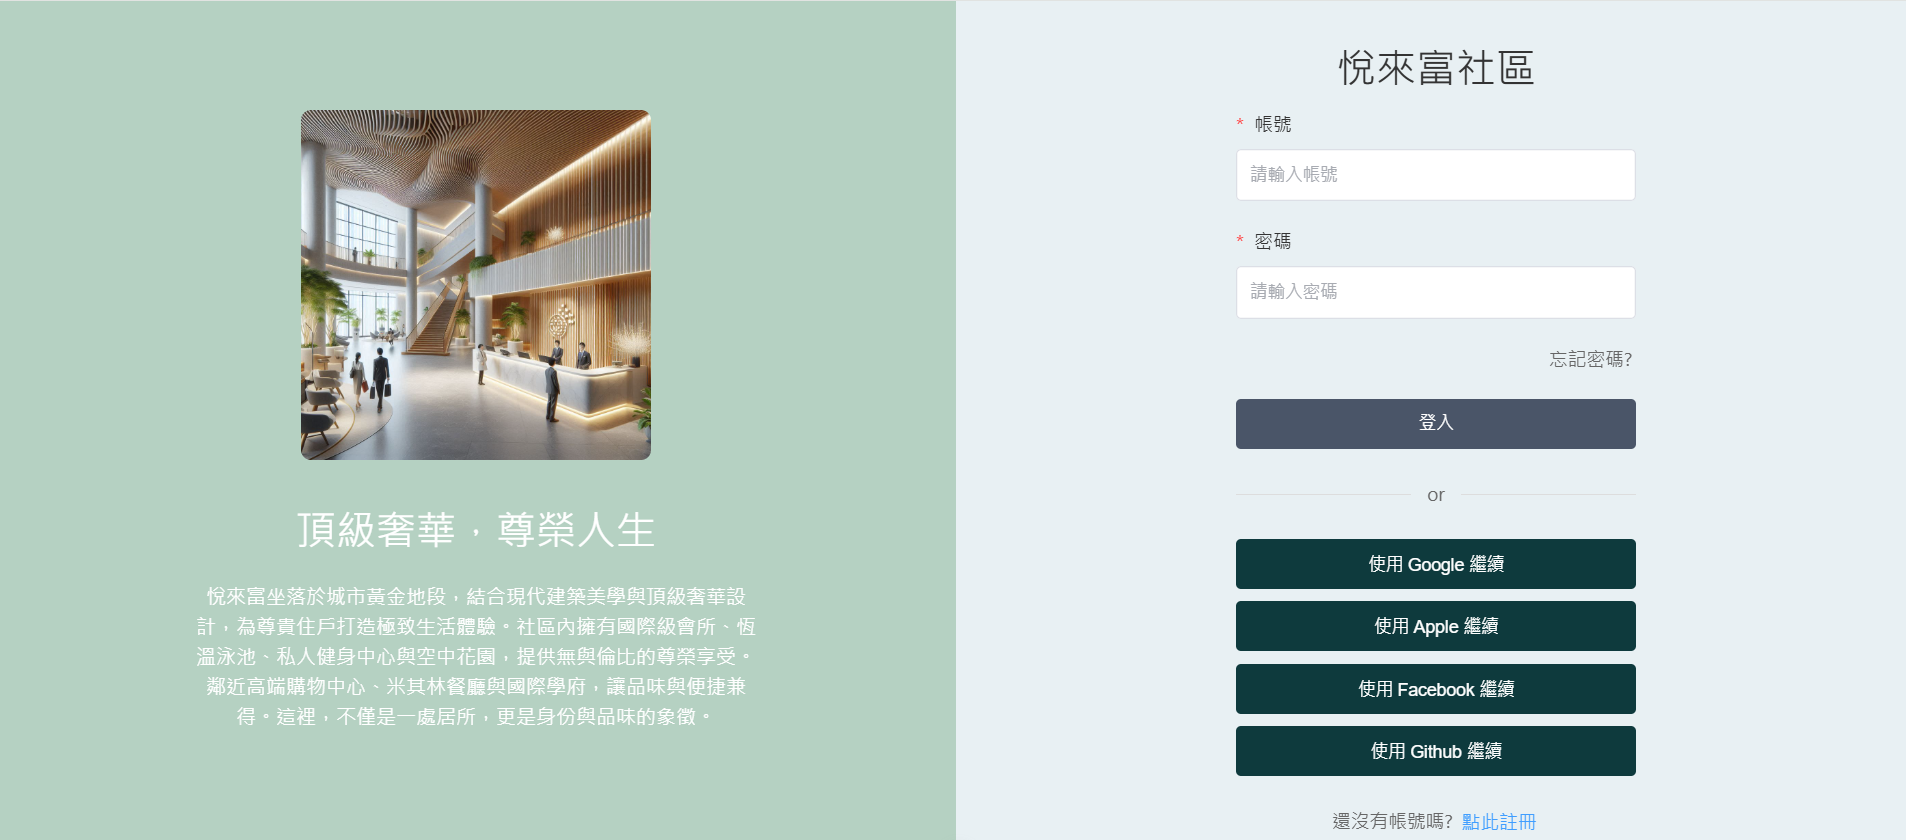 頂級奢華，尊榮人生
悅來富坐落於城市黃金地段，結合現代建築美學與頂級奢華設
計，為尊貴住戶打造極致生活體驗。社區內擁有國際級會所、恆
溫泳池、私人健身中心與空中花園，提供無與倫比的尊榮享受。
鄰近高端購物中心、米其林餐廳與國際學府，讓品味與便捷兼
得。這裡，不僅是一處居所，更是身份與品味的象徵。
悅來富社區
* 帳號
請輸入帳號
* 密碼
請輸入密碼
忘記密碼?
登入
or
使用 Google 繼續
使用 Apple 繼續
使用 Facebook 繼續
使用 Github 繼續
還沒有帳號嗎? 點此註冊